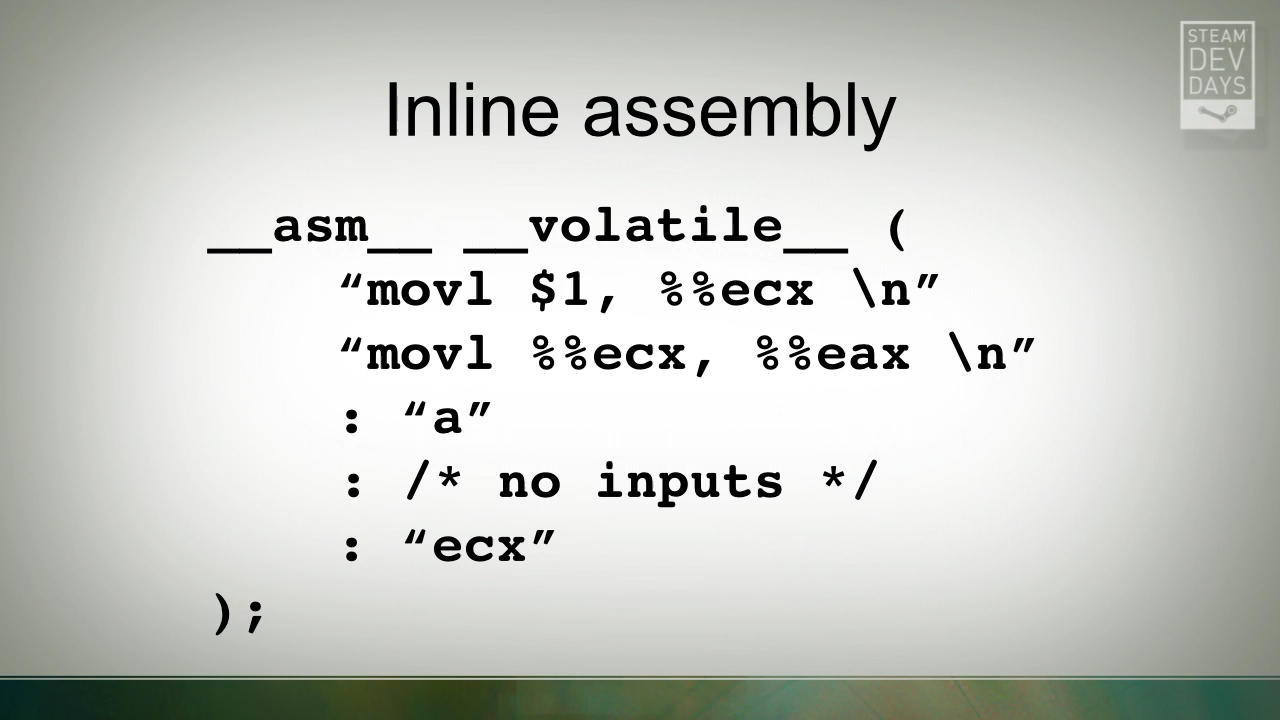 STEAM
DEV
DAYS
Inline assembly
__asm__ __volatile__ (
“movl $1, %%ecx \n”
“movl %%ecx, %%eax \n”
: “a”
: /* no inputs */
: “ecx”
);